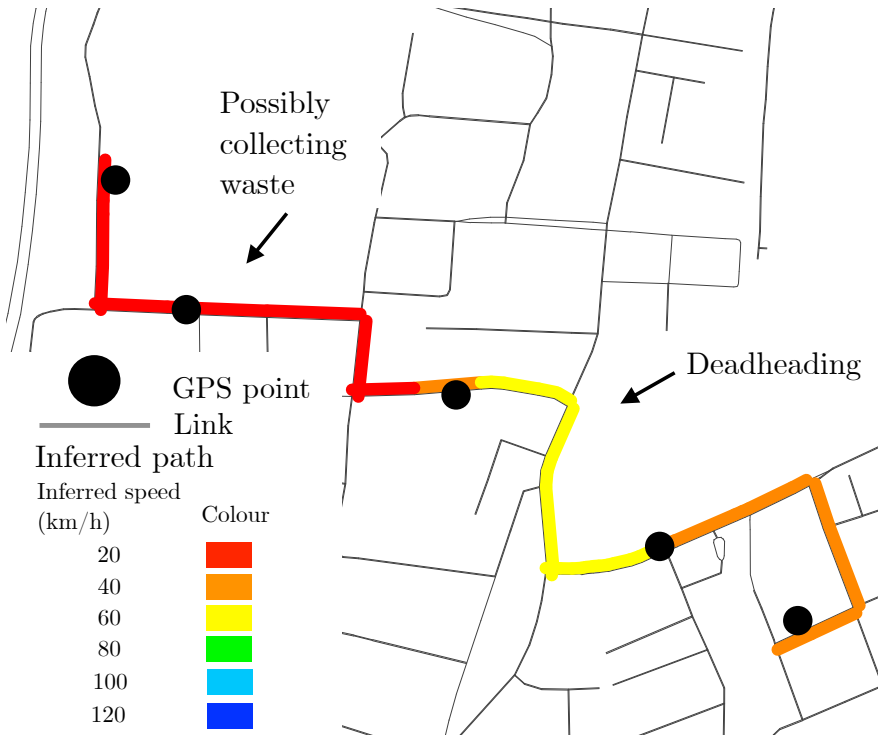 Possibly
collecting
waste
Deadheading
GPS point
Link
Inferred path
Inferred speed
(km/h)
Colour
20
40
60
80
100
120